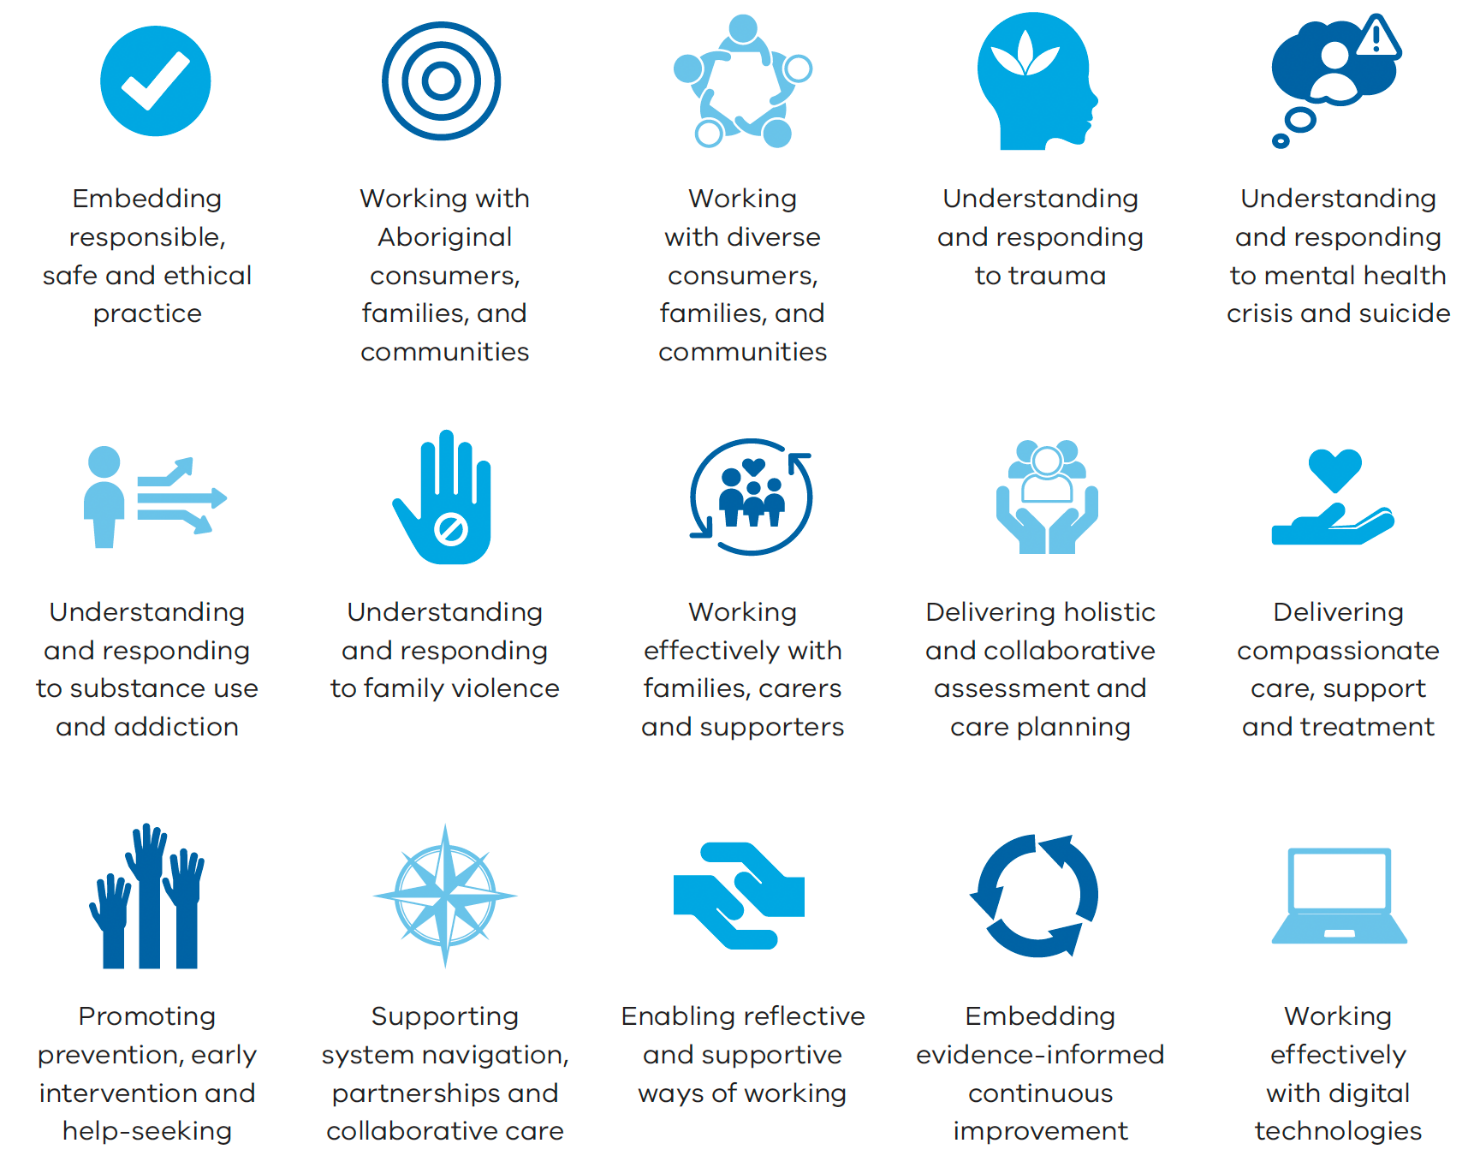 Embedding
responsible,
safe and ethical
practice
Working with
Aboriginal
consumers,
families, and
communities
Working
with diverse
consumers,
families, and
communities
Understanding
and responding
to trauma
Understanding
and responding
to mental health
crisis and suicide
Understanding
and responding
to substance use
and addiction
Understanding
and responding
to family violence
Working
effectively with
families, carers
and supporters
Delivering holistic
and collaborative
assessment and
care planning
Delivering
compassionate
care, support
and treatment
Promoting
prevention, early
intervention and
help-seeking
Supporting
system navigation,
partnerships and
collaborative care
Enabling reflective
and supportive
ways of working
Embedding
evidence-informed
continuous
improvement
Working
effectively
with digital
technologies